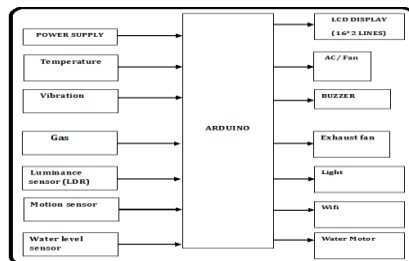 POWER SUPPLY
Temperature
Vibration
Gas
Luminance
sensor (LDR)
Motion sensor
Water level
sensor
ARDUINO
LCD DISPLAY
(16*2 LINES)
AC/ Fan
BUZZER
Exhaust fan
Light
Wifi
Water Motor